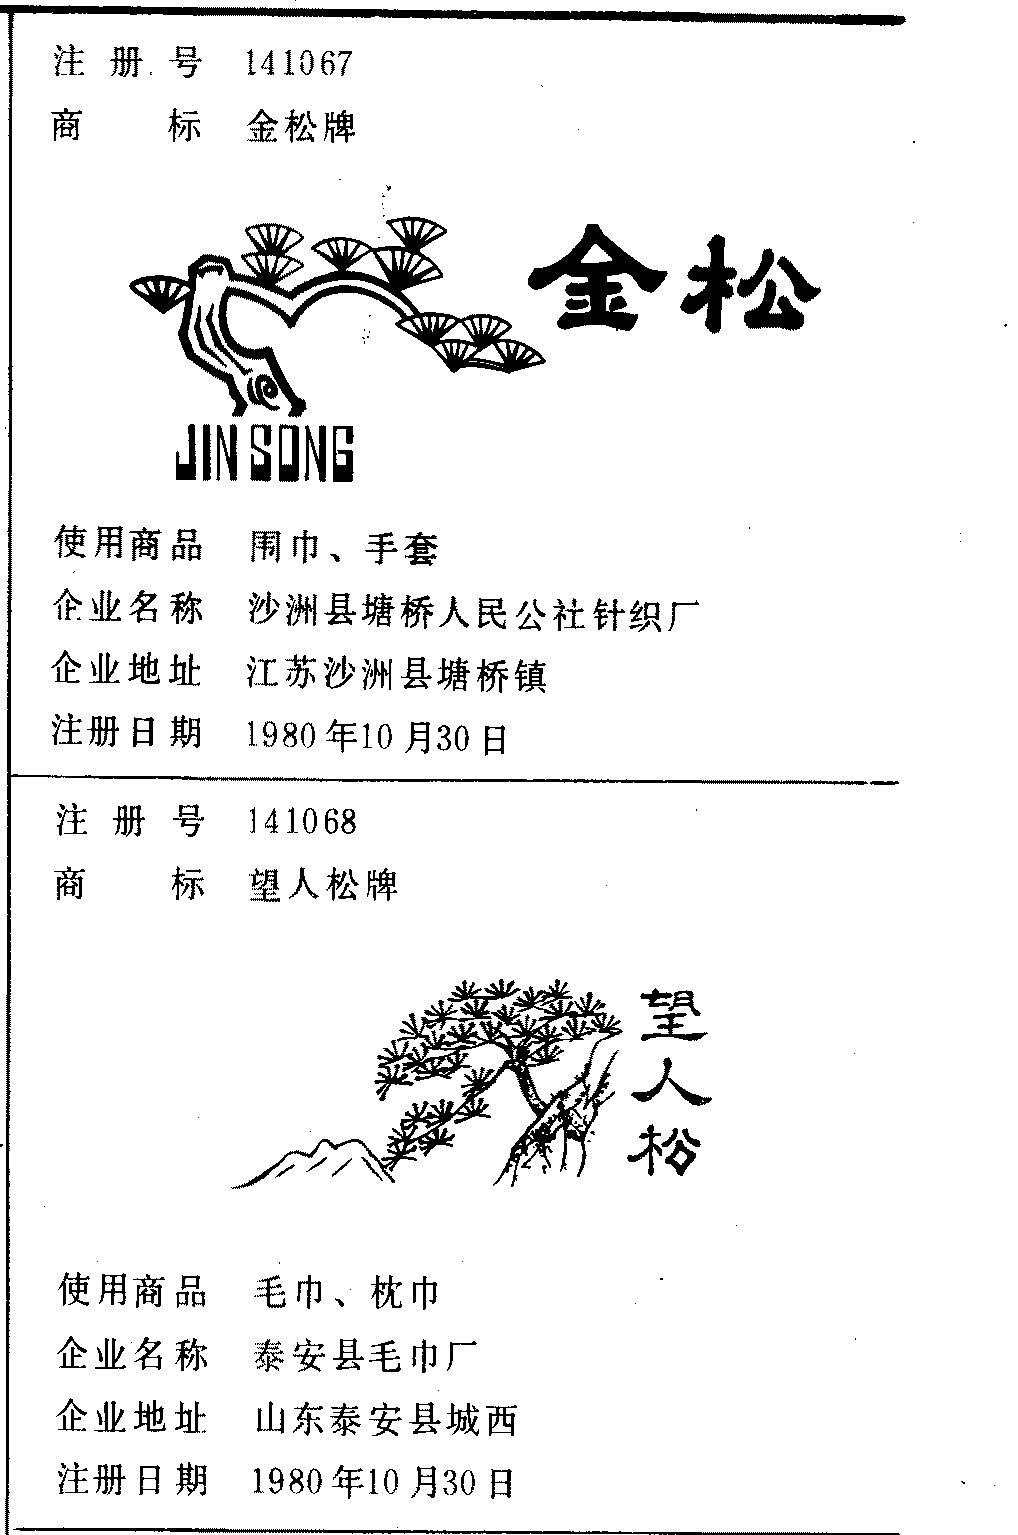 注册号 141067
商标 金松牌
金松
JIN SONG
使用商品 围巾、手套
企业名称 沙洲县塘桥人民公社针织厂
企业地址 江苏沙洲县塘桥镇
注册日期 1980年10月30日
注册号 141068
商标 望人松牌
望
人
松
使用商品 毛巾、枕巾
企业名称 泰安县毛巾厂
企业地址 山东泰安县城西
注册日期 1980年10月30日